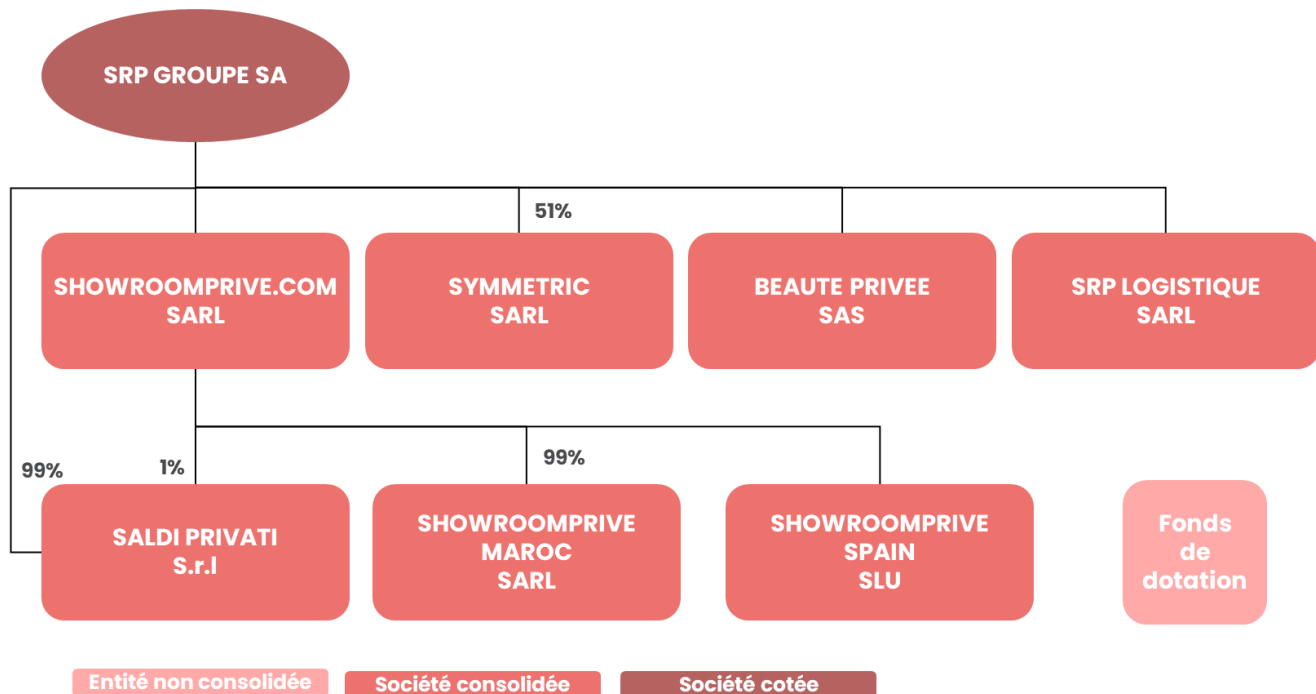 SRP GROUPE SA
51%
SHOWROOMPRIVE.COM
SARL
SYMMETRIC
SARL
BEAUTE PRIVEE
SAS
SRP LOGISTIQUE
SARL
99%
1%
99%
SALDI PRIVATI
S.r.l
SHOWROOMPRIVE
MAROC
SARL
SHOWROOMPRIVE
SPAIN
SLU
Fonds
de
dotation
Entité non consolidée
Société consolidée
Société cotée